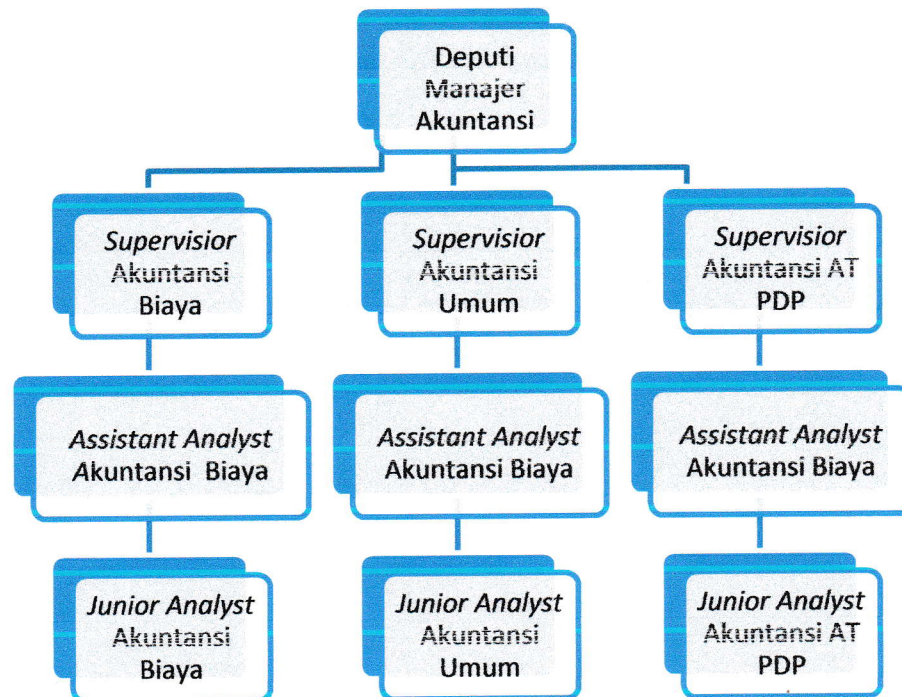 Deputi
Manajer
Akuntansi
Supervisior
Akuntansi
Biaya
Supervisior
Akuntansi
Umum
Supervisior
Akuntansi AT
PDP
Assistant Analyst
Akuntansi Biaya
Assistant Analyst
Akuntansi Biaya
Assistant Analyst
Akuntansi Biaya
Junior Analyst
Akuntansi
Biaya
Junior Analyst
Akuntansi
Umum
Junior Analyst
Akuntansi AT
PDP